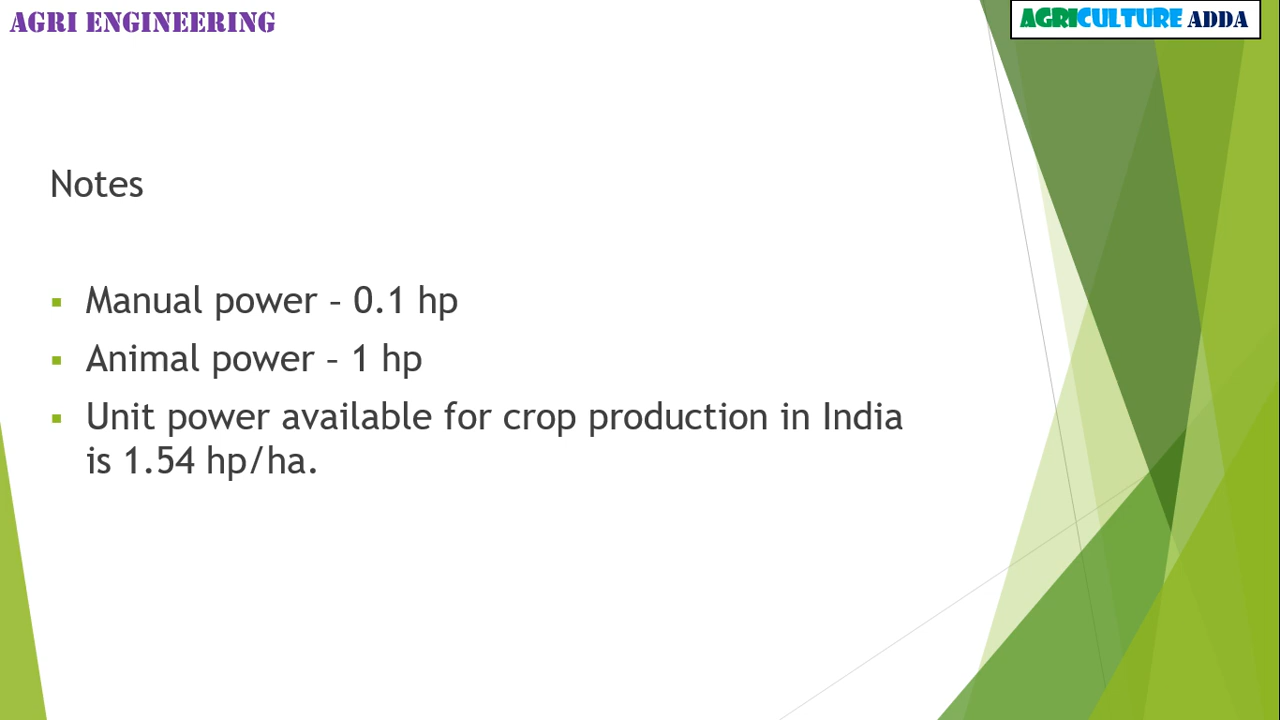 AGRI ENGINEERING
AGRICULTURE ADDA
Notes
▪ Manual power – 0.1 hp
▪ Animal power – 1 hp
▪ Unit power available for crop production in India
is 1.54 hp/ha.